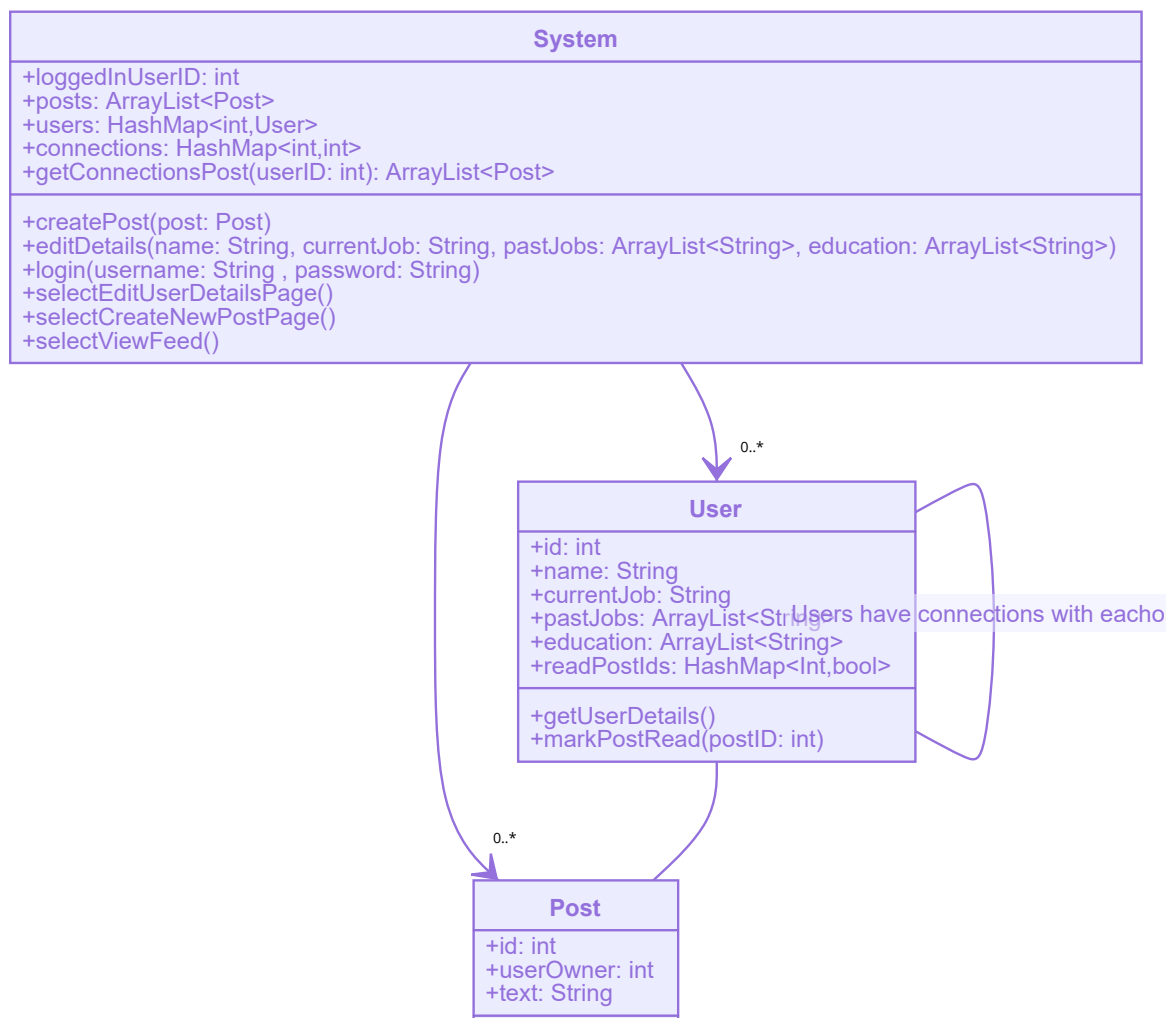 System
+loggedInUserID: int
+posts: ArrayList<Post>
+users: HashMap<int,User>
+connections: HashMap<int,int>
+getConnectionsPost(userID: int): ArrayList<Post>
+createPost(post: Post)
+editDetails(name: String, currentJob: String, pastJobs: ArrayList<String>, education: ArrayList<String>)
+login(username: String , password: String)
+selectEditUserDetailsPage()
+selectCreateNewPostPage()
+selectViewFeed()
0..*
User
+id: int
+name: String
+currentJob: String
+pastJobs: ArrayList<String>
Users have connections with eacho
+education: ArrayList<String>
+readPostIds: HashMap<Int,bool>
+getUserDetails()
+markPostRead(postID: int)
0..*
Post
+id: int
+userOwner: int
+text: String